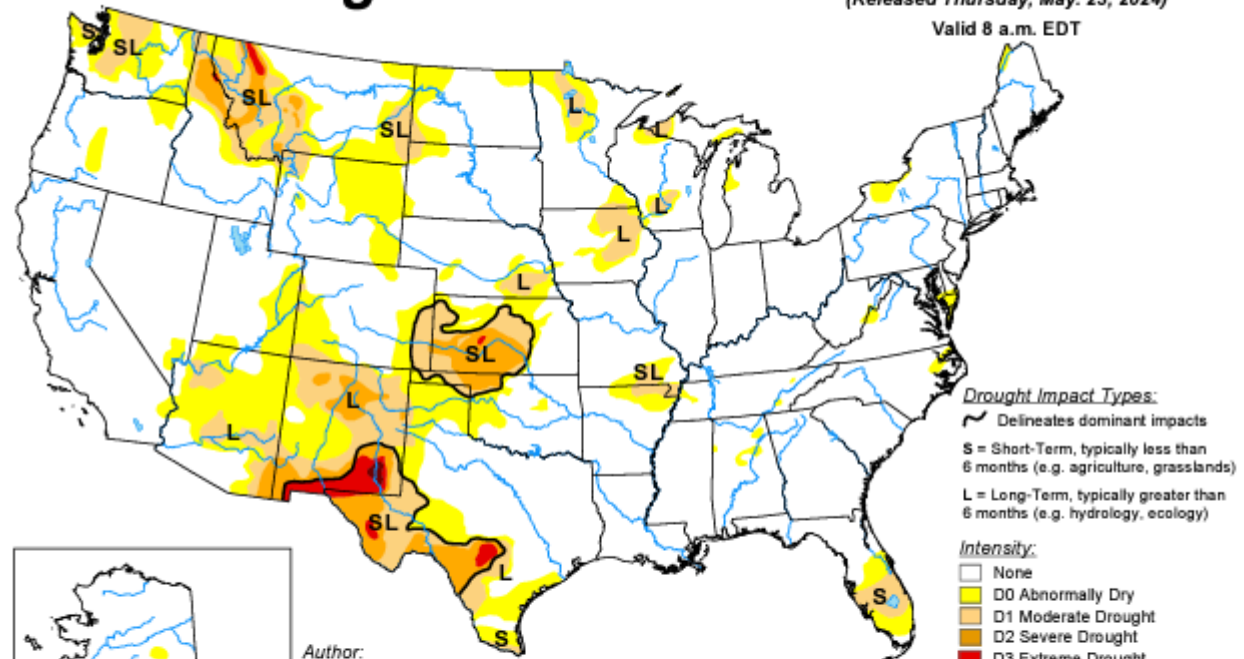 (Released Thursday, May. 23, 2024)
Valid 8 a.m. EDT
S
SL
SL
SL
L
L
L
L
L
SL
SL
L
L
SL
L
S
S
Drought Impact Types:
Delineates dominant impacts
S = Short-Term, typically less than
6 months (e.g. agriculture, grasslands)
L = Long-Term, typically greater than
6 months (e.g. hydrology, ecology)
Intensity:
None
D0 Abnormally Dry
D1 Moderate Drought
D2 Severe Drought
D3 Extreme Drought
Author: